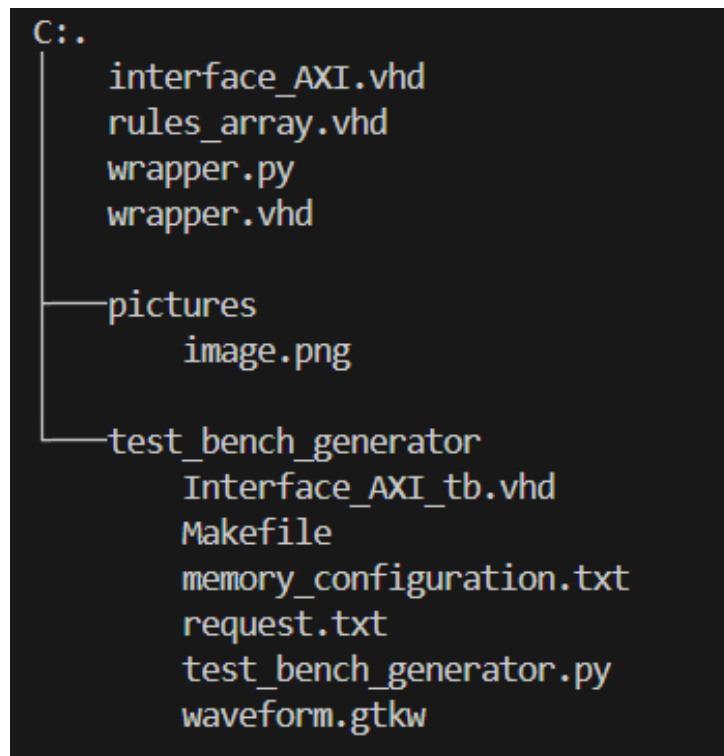 C:.
interface_AXI.vhd
rules_array.vhd
wrapper.py
wrapper.vhd
pictures
image.png
test_bench_generator
Interface_AXI_tb.vhd
Makefile
memory_configuration.txt
request.txt
test_bench_generator.py
waveform.gtkw